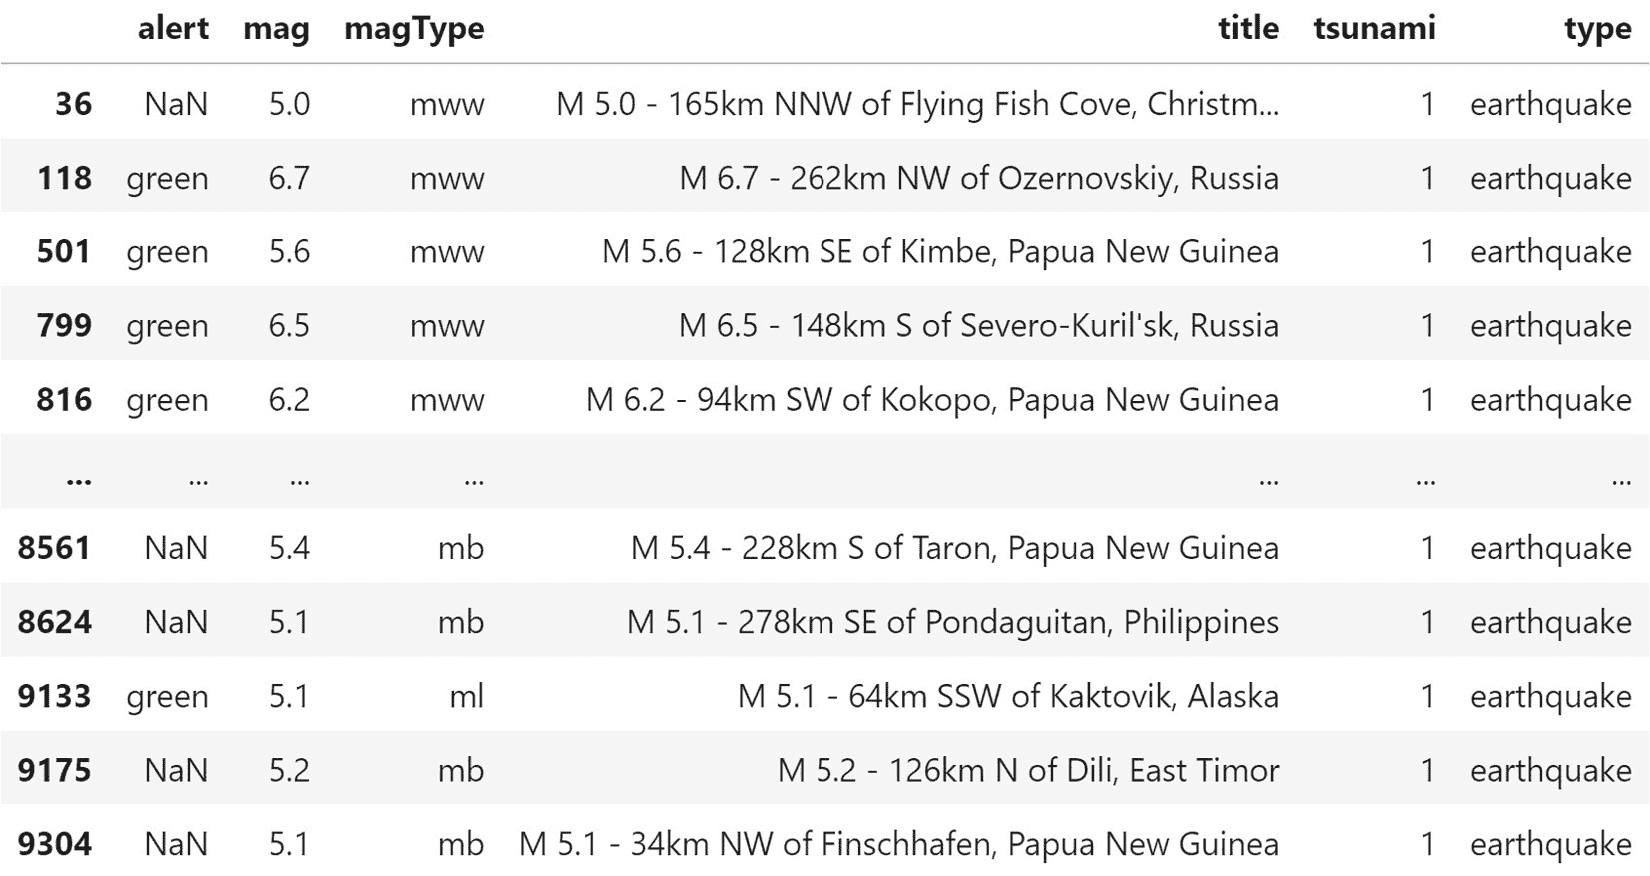 alert mag magType title tsunami type
36 NaN 5.0 mww M 5.0 - 165km NNW of Flying Fish Cove, Christm... 1 earthquake
118 green 6.7 mww M 6.7 - 262km NW of Ozernovskiy, Russia 1 earthquake
501 green 5.6 mww M 5.6 - 128km SE of Kimbe, Papua New Guinea 1 earthquake
799 green 6.5 mww M 6.5 - 148km S of Severo-Kuril'sk, Russia 1 earthquake
816 green 6.2 mww M 6.2 - 94km SW of Kokopo, Papua New Guinea 1 earthquake
... ... ... ... ... ... ...
8561 NaN 5.4 mb M 5.4 - 228km S of Taron, Papua New Guinea 1 earthquake
8624 NaN 5.1 mb M 5.1 - 278km SE of Pondaguitan, Philippines 1 earthquake
9133 green 5.1 ml M 5.1 - 64km SSW of Kaktovik, Alaska 1 earthquake
9175 NaN 5.2 mb M 5.2 - 126km N of Dili, East Timor 1 earthquake
9304 NaN 5.1 mb M 5.1 - 34km NW of Finschhafen, Papua New Guinea 1 earthquake